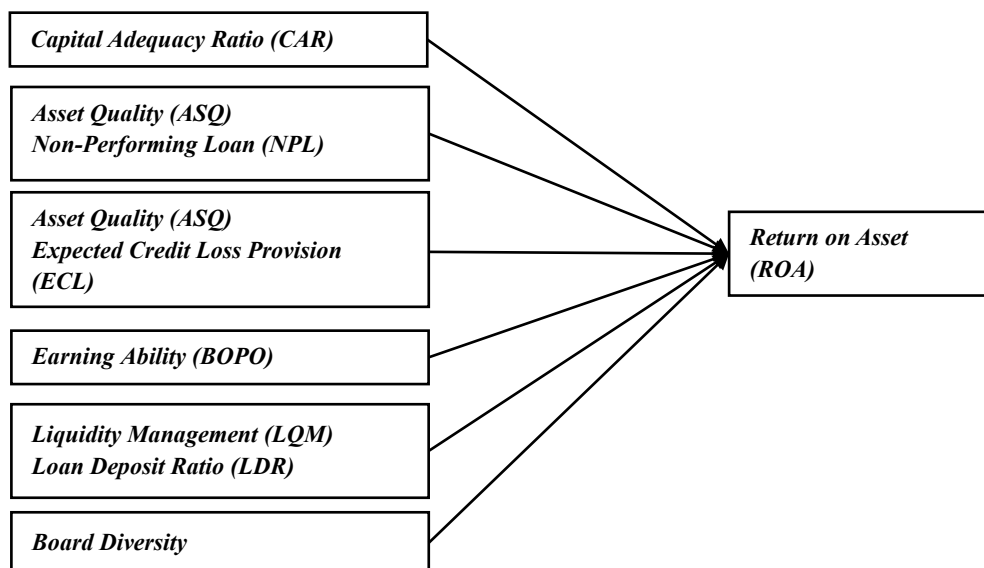 Capital Adequacy Ratio (CAR)
Asset Quality (ASQ)
Non-Performing Loan (NPL)
Asset Quality (ASQ)
Expected Credit Loss Provision
(ECL)
Earning Ability (BOPO)
Liquidity Management (LQM)
Loan Deposit Ratio (LDR)
Board Diversity
Return on Asset
(ROA)